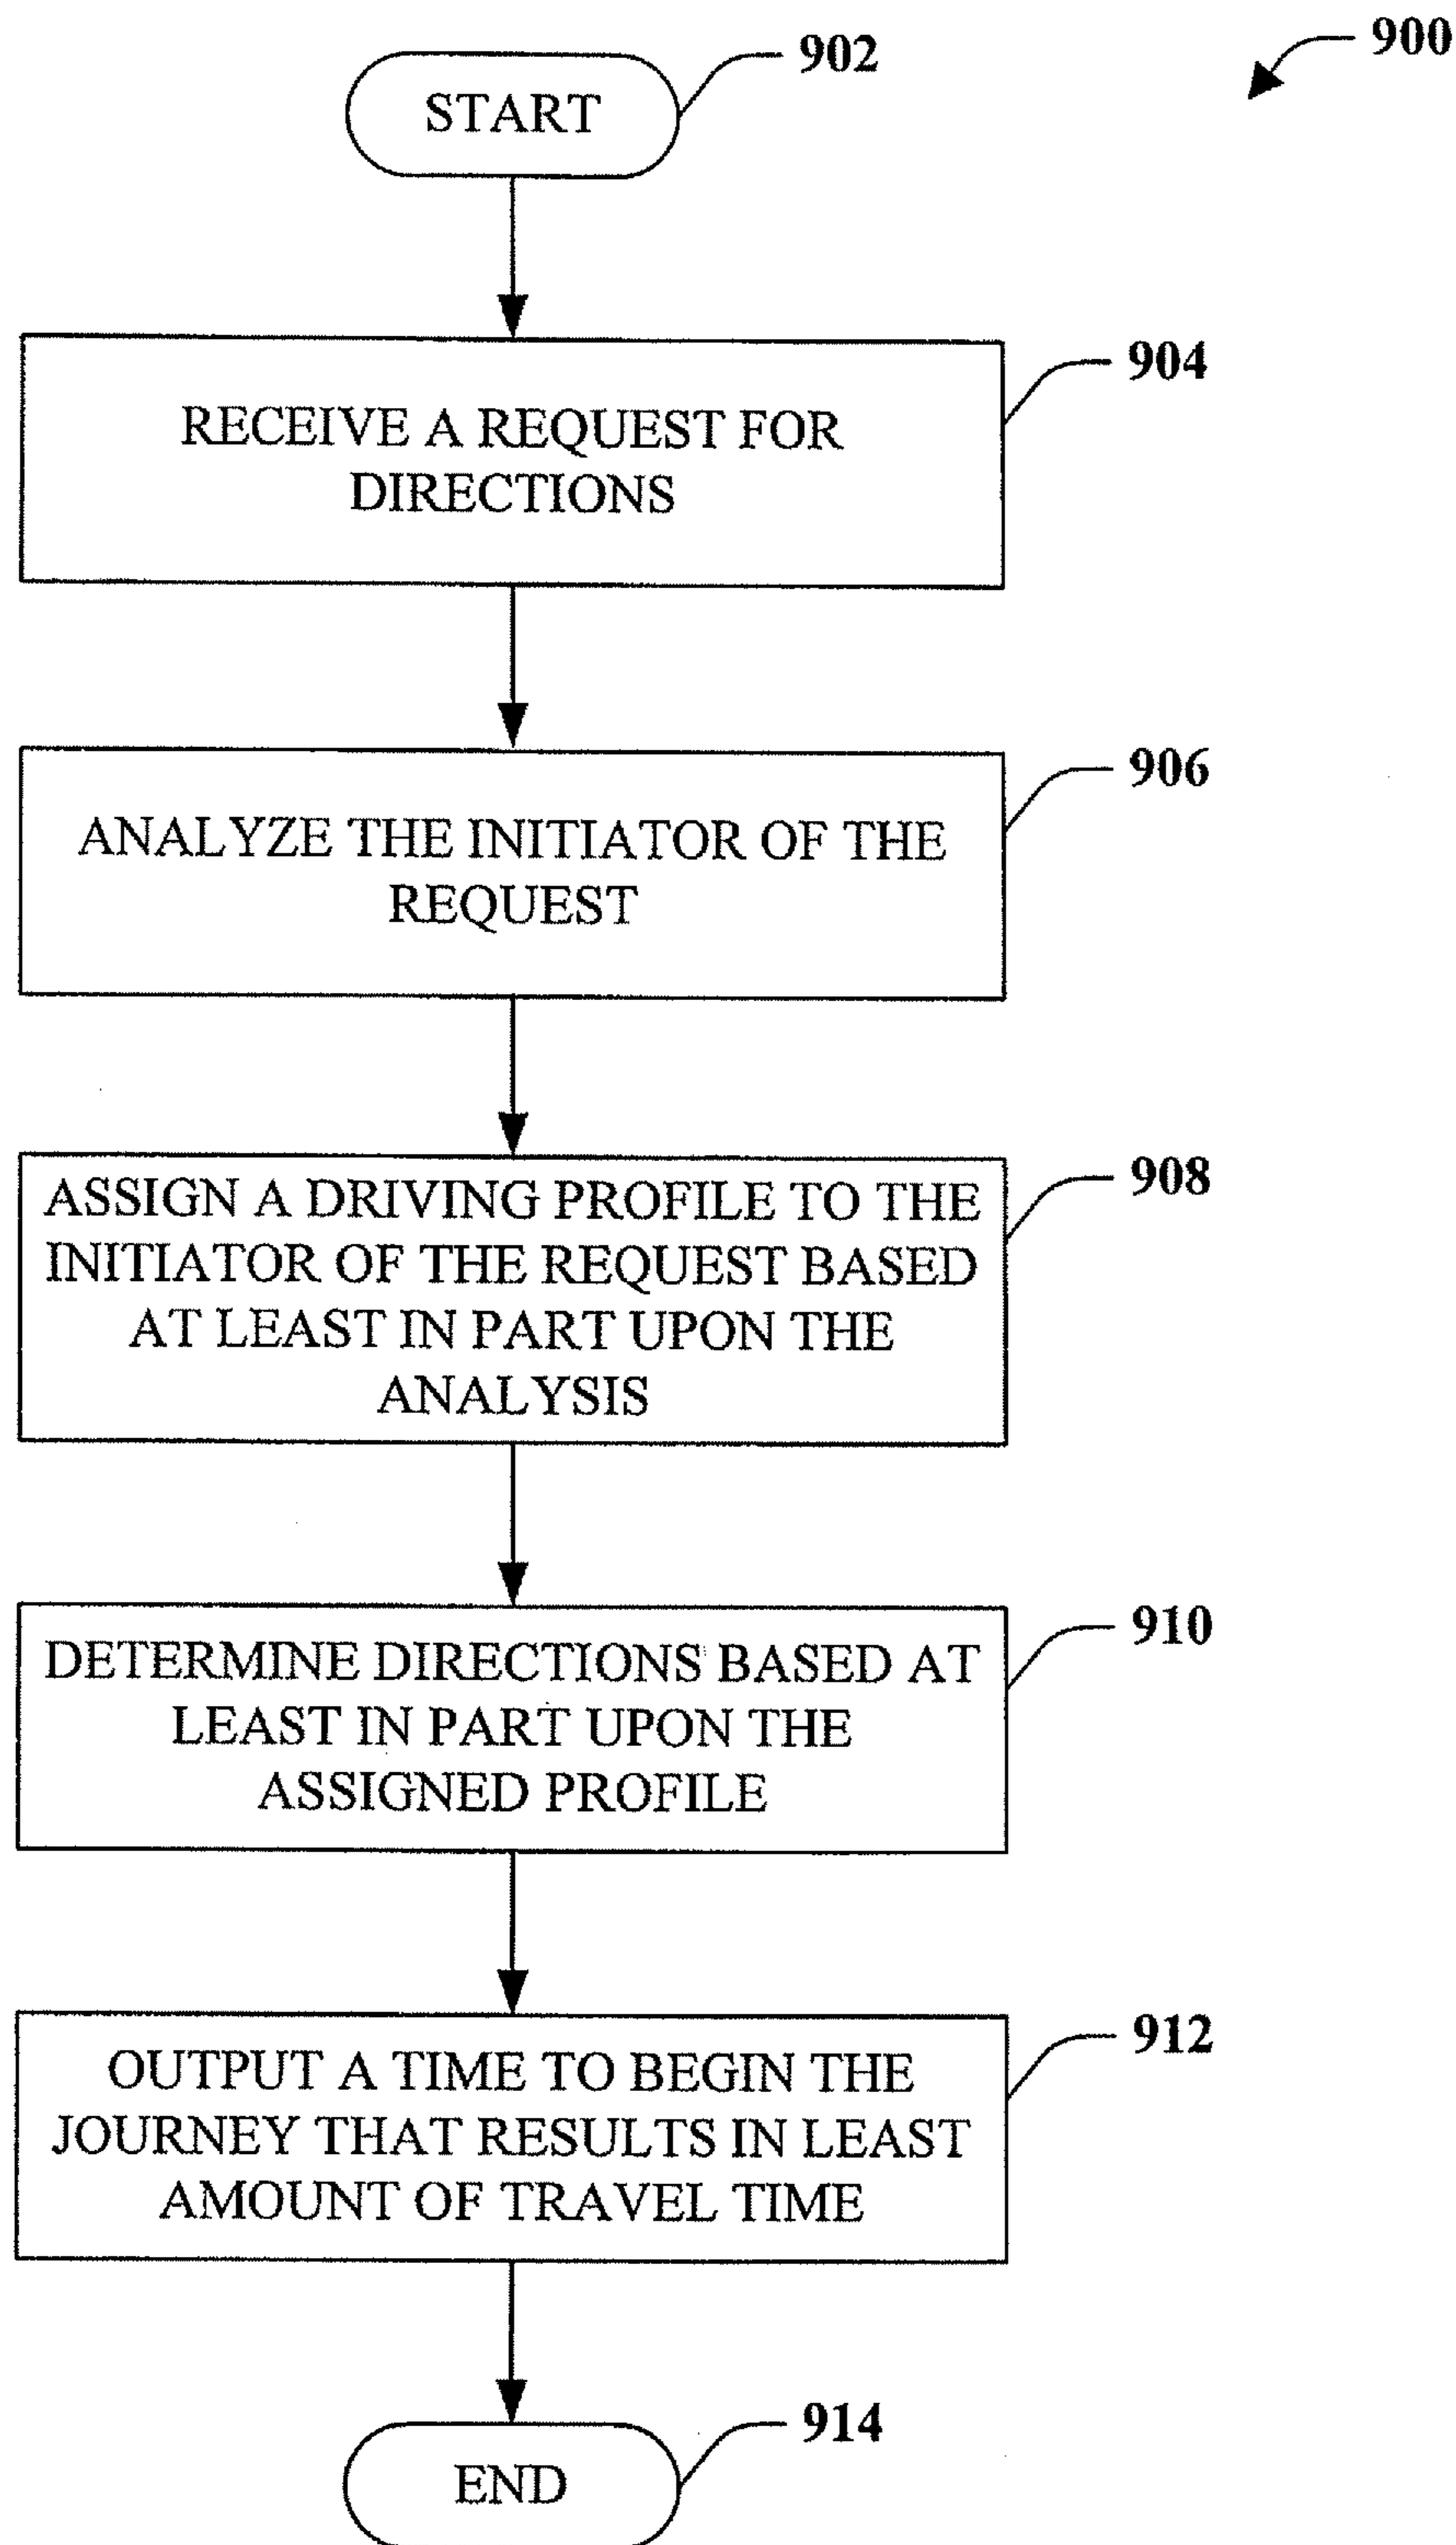 900
902
START
904
RECEIVE A REQUEST FOR
DIRECTIONS
906
ANALYZE THE INITIATOR OF THE
REQUEST
908
ASSIGN A DRIVING PROFILE TO THE
INITIATOR OF THE REQUEST BASED
AT LEAST IN PART UPON THE
ANALYSIS
910
DETERMINE DIRECTIONS BASED AT
LEAST IN PART UPON THE
ASSIGNED PROFILE
912
OUTPUT A TIME TO BEGIN THE
JOURNEY THAT RESULTS IN LEAST
AMOUNT OF TRAVEL TIME
914
END